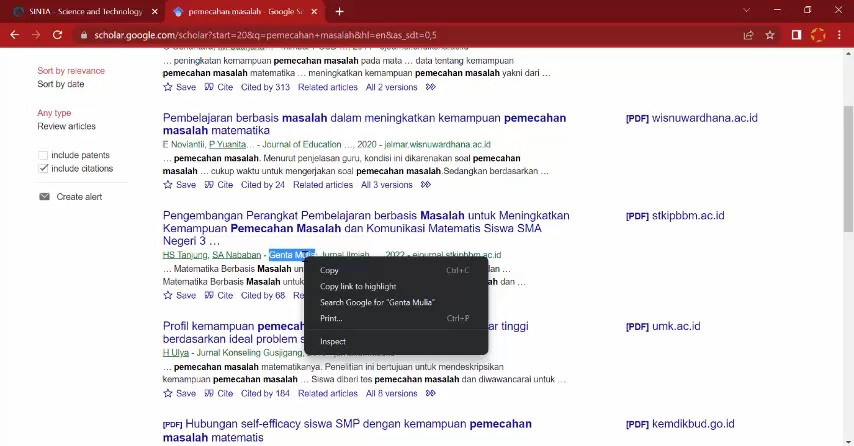 SINTA - Science and Technology
pemecahan masalah - Google S
scholar.google.com/scholar?start=20&q=pemecahan+masalah&hl=en&as_sdt=0,5
Sort by relevance
Sort by date
Any type
Review articles
include patents
include citations
Create alert
… peningkatan kemampuan pemecahan masalah pada mata … data tentang kemampuan
pemecahan masalah matematika … meningkatkan kemampuan pemecahan masalah yakni dari …
Save Cite Cited by 313 Related articles All 2 versions
Pembelajaran berbasis masalah dalam meningkatkan kemampuan pemecahan
masalah matematika
[PDF] wisnuwardhana.ac.id
E Noviantii, P Yuanita… - Journal of Education …, 2020 - jelmar.wisnuwardhana.ac.id
… pemecahan masalah. Menurut penjelasan guru, kondisi ini dikarenakan soal pemecahan
masalah … cukup waktu untuk mengerjakan soal pemecahan masalah.Sedangkan berdasarkan …
Save Cite Cited by 24 Related articles All 3 versions
Pengembangan Perangkat Pembelajaran berbasis Masalah untuk Meningkatkan
Kemampuan Pemecahan Masalah dan Komunikasi Matematis Siswa SMA
Negeri 3 …
[PDF] stkipbbm.ac.id
HS Tanjung, SA Nababan - Genta Mulia: Jurnal Ilmiah …, 2022 - ejournal.stkipbbm.ac.id
… Matematika Berbasis Masalah un dan …
Matematika Berbasis Masalah untuk ah dan …
Save Cite Cited by 68 Re
Copy Ctrl+C
Copy link to highlight
Search Google for "Genta Mulia"
Print... Ctrl+P
Inspect
Profil kemampuan pemecah ar tinggi
berdasarkan ideal problem s
[PDF] umk.ac.id
H Ulya - Jurnal Konseling Gusjigang,
… pemecahan masalah matematikanya. Penelitian ini bertujuan untuk mendeskripsikan
kemampuan pemecahan masalah … Siswa diberi tes pemecahan masalah dan diwawancarai untuk …
Save Cite Cited by 184 Related articles All 8 versions
[PDF] Hubungan self-efficacy siswa SMP dengan kemampuan pemecahan
masalah matematis
[PDF] kemdikbud.go.id